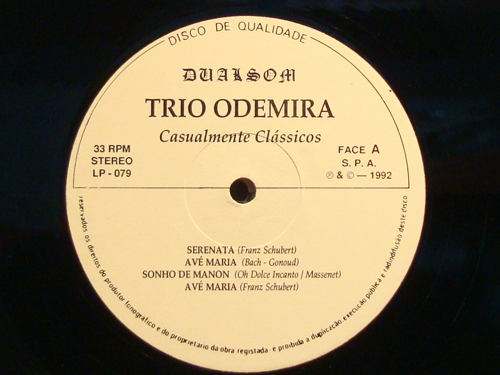 DISCO DE QUALIDADE
DUALSOM
TRIO ODEMIRA
Casualmente Clássicos
33 RPM
STEREO
LP - 079
FACE A
S. P. A.
℗ & © — 1992
SERENATA (Franz Schubert)
AVÉ MARIA (Bach - Gonoud)
SONHO DE MANON (Oh Dolce Incanto / Massenet)
AVÉ MARIA (Franz Schubert)
reservados os direitos do produtor fonográfico e do proprietário da obra registada · e proibida a duplicação execução pública e radiodifusão deste disco